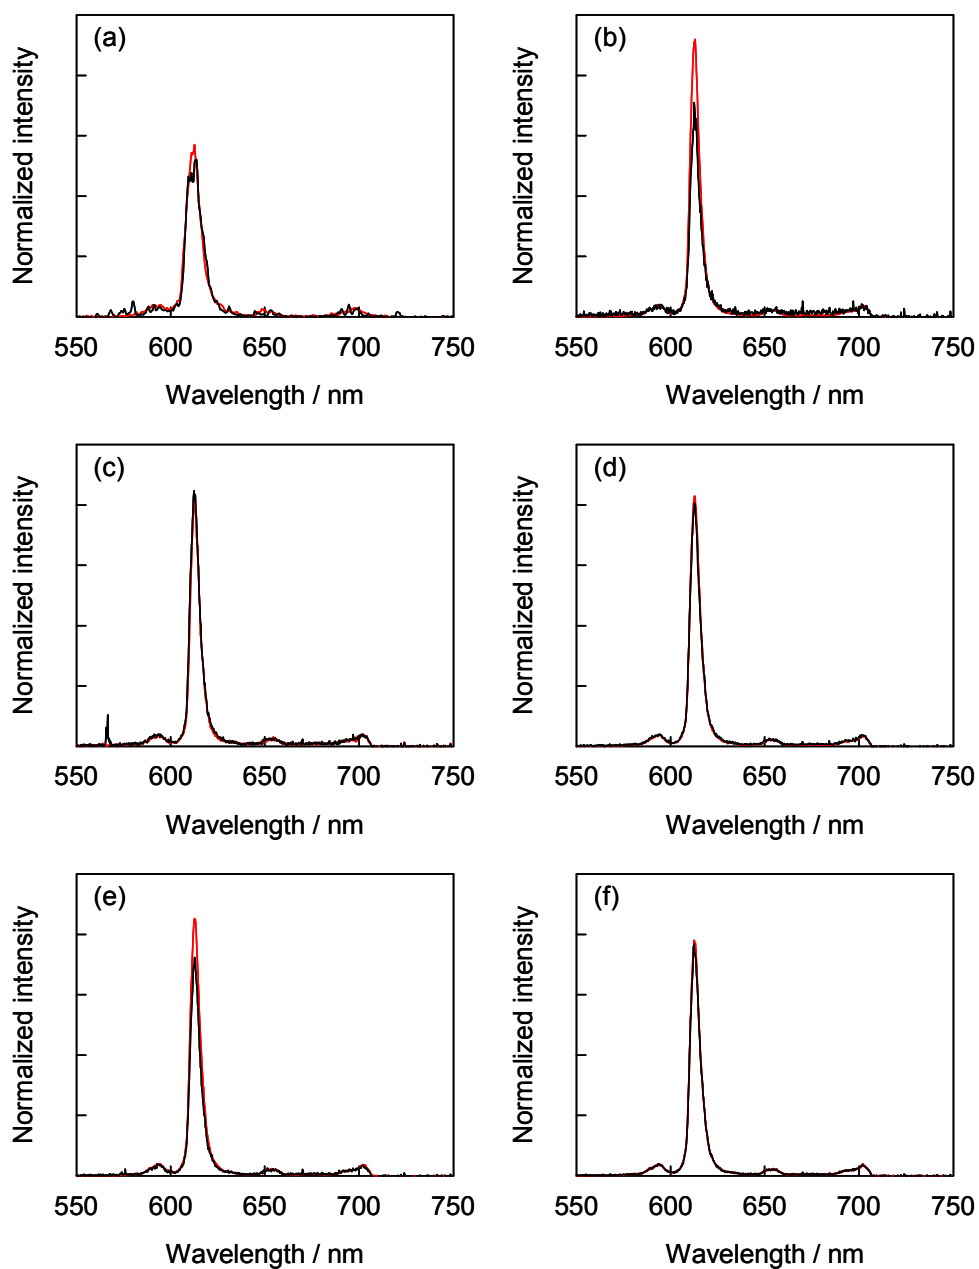 (a)
Normalized intensity
550 600 650 700 750
Wavelength / nm
(b)
Normalized intensity
550 600 650 700 750
Wavelength / nm
(c)
Normalized intensity
550 600 650 700 750
Wavelength / nm
(d)
Normalized intensity
550 600 650 700 750
Wavelength / nm
(e)
Normalized intensity
550 600 650 700 750
Wavelength / nm
(f)
Normalized intensity
550 600 650 700 750
Wavelength / nm